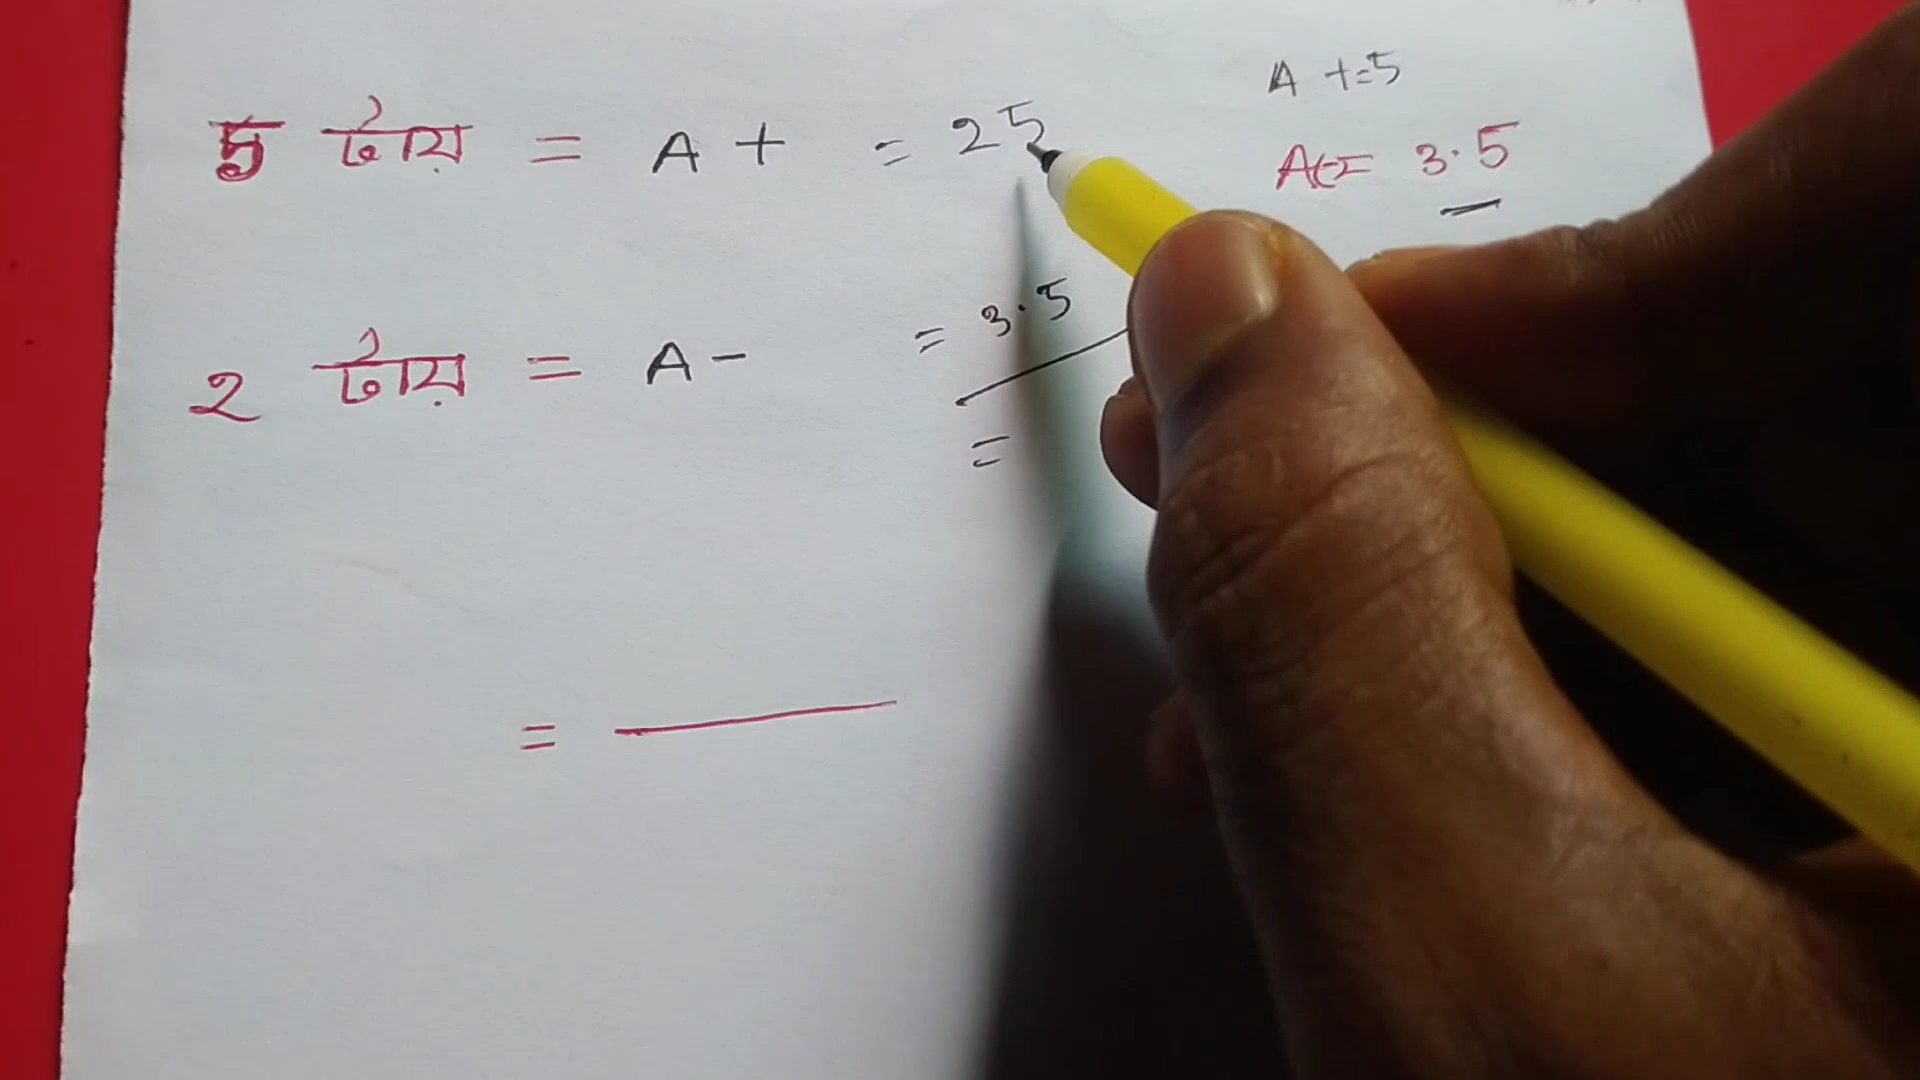 5 টায় = A + = 25
A + = 5
A(-= 3.5
2 টায় = A - = 3.5
=
=